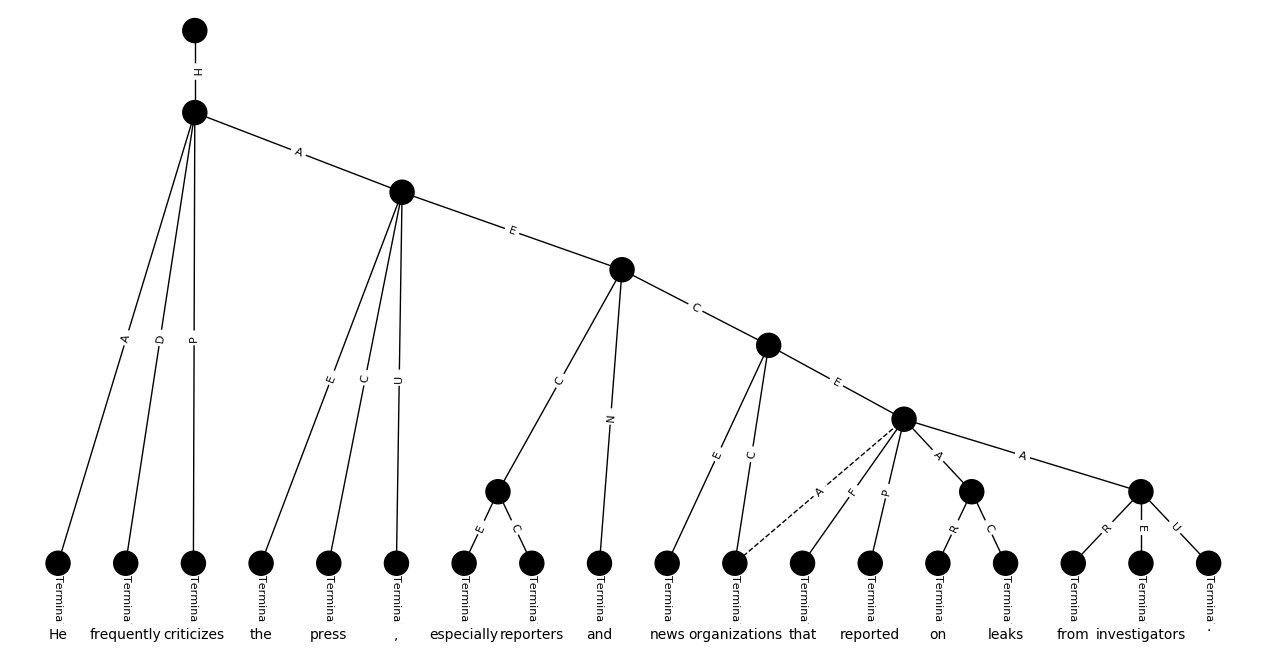 H
A
E
A
D
P
E
C
U
C
C
N
E
E
C
E
C
A
F
P
A
A
R
C
R
E
U
Termina Termina Termina Termina Termina Termina Termina Termina Termina Termina Termina Termina Termina Termina Termina Termina Termina Termina
He frequently criticizes the press , especially reporters and news organizations that reported on leaks from investigators .